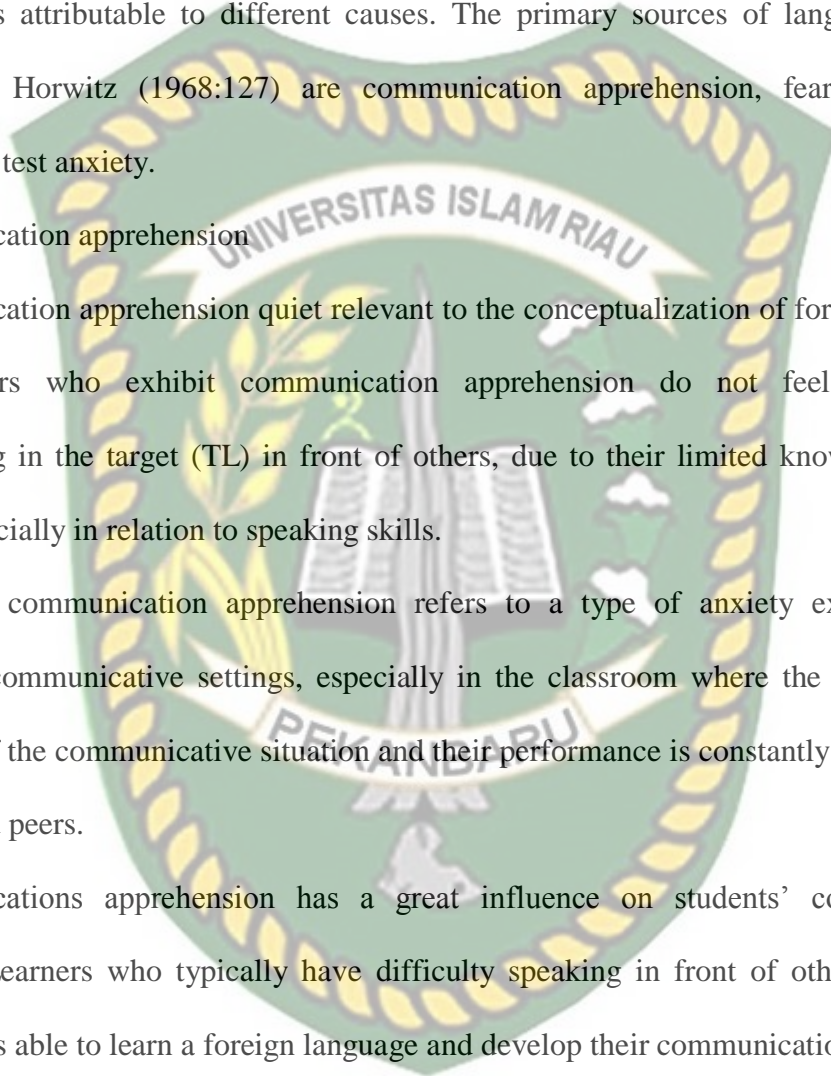 s attributable to different causes. The primary sources of lang
Horwitz (1968:127) are communication apprehension, fear
test anxiety.
UNIVERSITAS ISLAM RIAU
cation apprehension
cation apprehension quiet relevant to the conceptualization of for
rs who exhibit communication apprehension do not feel
g in the target (TL) in front of others, due to their limited know
cially in relation to speaking skills.
communication apprehension refers to a type of anxiety ex
communicative settings, especially in the classroom where the
PEKANBARU
f the communicative situation and their performance is constantly
peers.
cations apprehension has a great influence on students’ co
Learners who typically have difficulty speaking in front of oth
s able to learn a foreign language and develop their communicatio